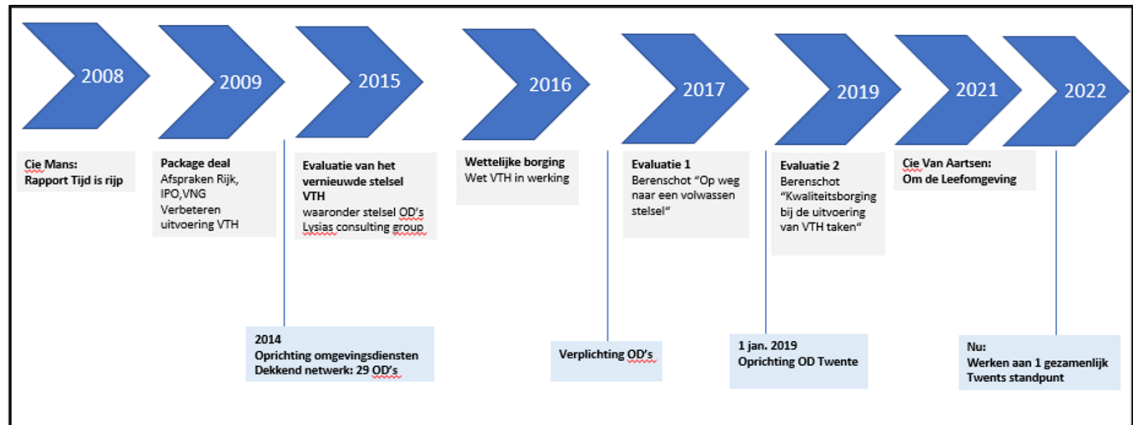 2008
2009
2015
2016
2017
2019
2021
2022
Cie Mans:
Rapport Tijd is rijp
Package deal
Afspraken Rijk,
IPO,VNG
Verbeteren
uitvoering VTH
Evaluatie van het
vernieuwde stelsel
VTH
waaronder stelsel OD's
Lysias consulting group
Wettelijke borging
Wet VTH in werking
Evaluatie 1
Berenschot "Op weg
naar een volwassen
stelsel"
Evaluatie 2
Berenschot
"Kwaliteitsborging
bij de uitvoering
van VTH taken"
Cie Van Aartsen:
Om de Leefomgeving
2014
Oprichting omgevingsdiensten
Dekkend netwerk: 29 OD's
Verplichting OD's
1 jan. 2019
Oprichting OD Twente
Nu:
Werken aan 1 gezamenlijk
Twents standpunt